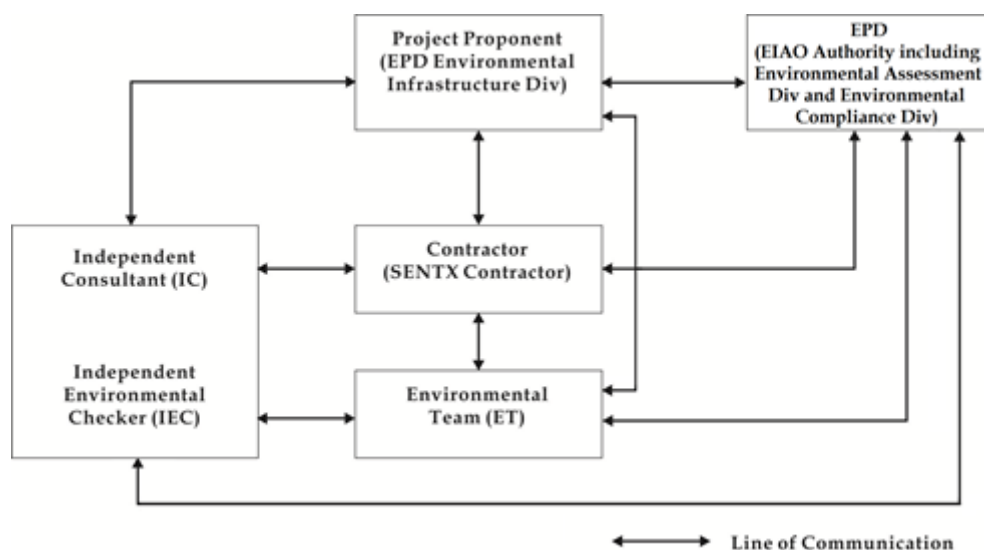 Project Proponent
(EPD Environmental
Infrastructure Div)
EPD
(EIAO Authority including
Environmental Assessment
Div and Environmental
Compliance Div)
Independent
Consultant (IC)
Contractor
(SENTX Contractor)
Independent
Environmental
Checker (IEC)
Environmental
Team (ET)
Line of Communication